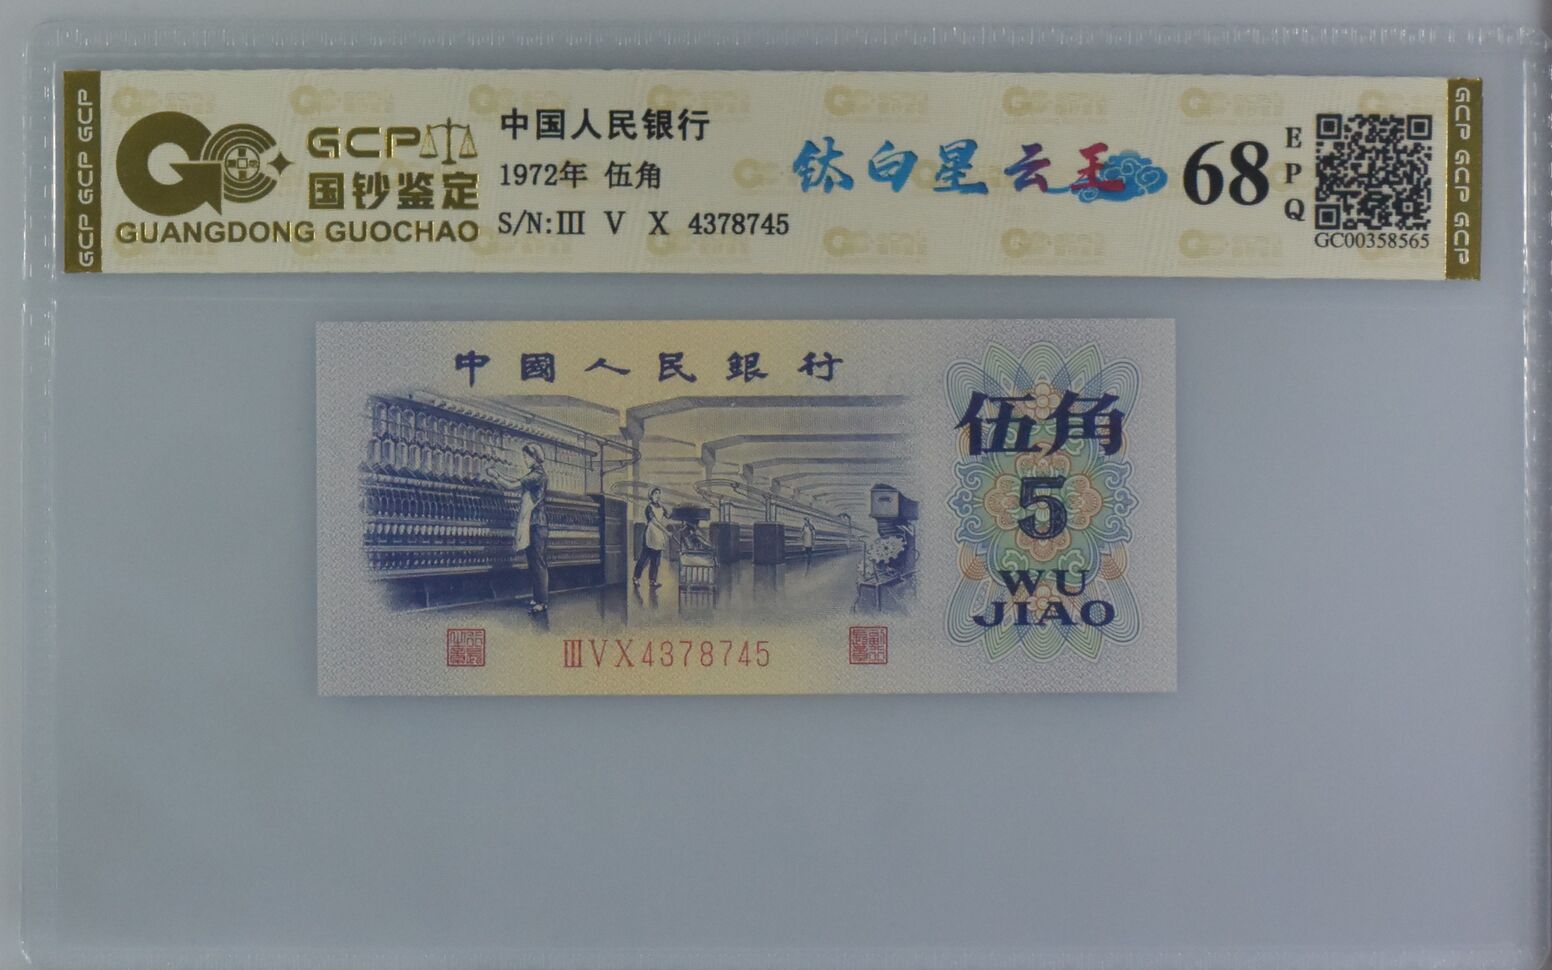 GCP GCP GCP
GCP
国钞鉴定
GUANGDONG GUOCHAO
中国人民银行
1972年 伍角
S/N:Ⅲ V X 4378745
钛白星云王
68
EPQ
GC00358565
GCP GCP GCP
中國人民銀行
伍角
5
WU
JIAO
ⅢVX4378745